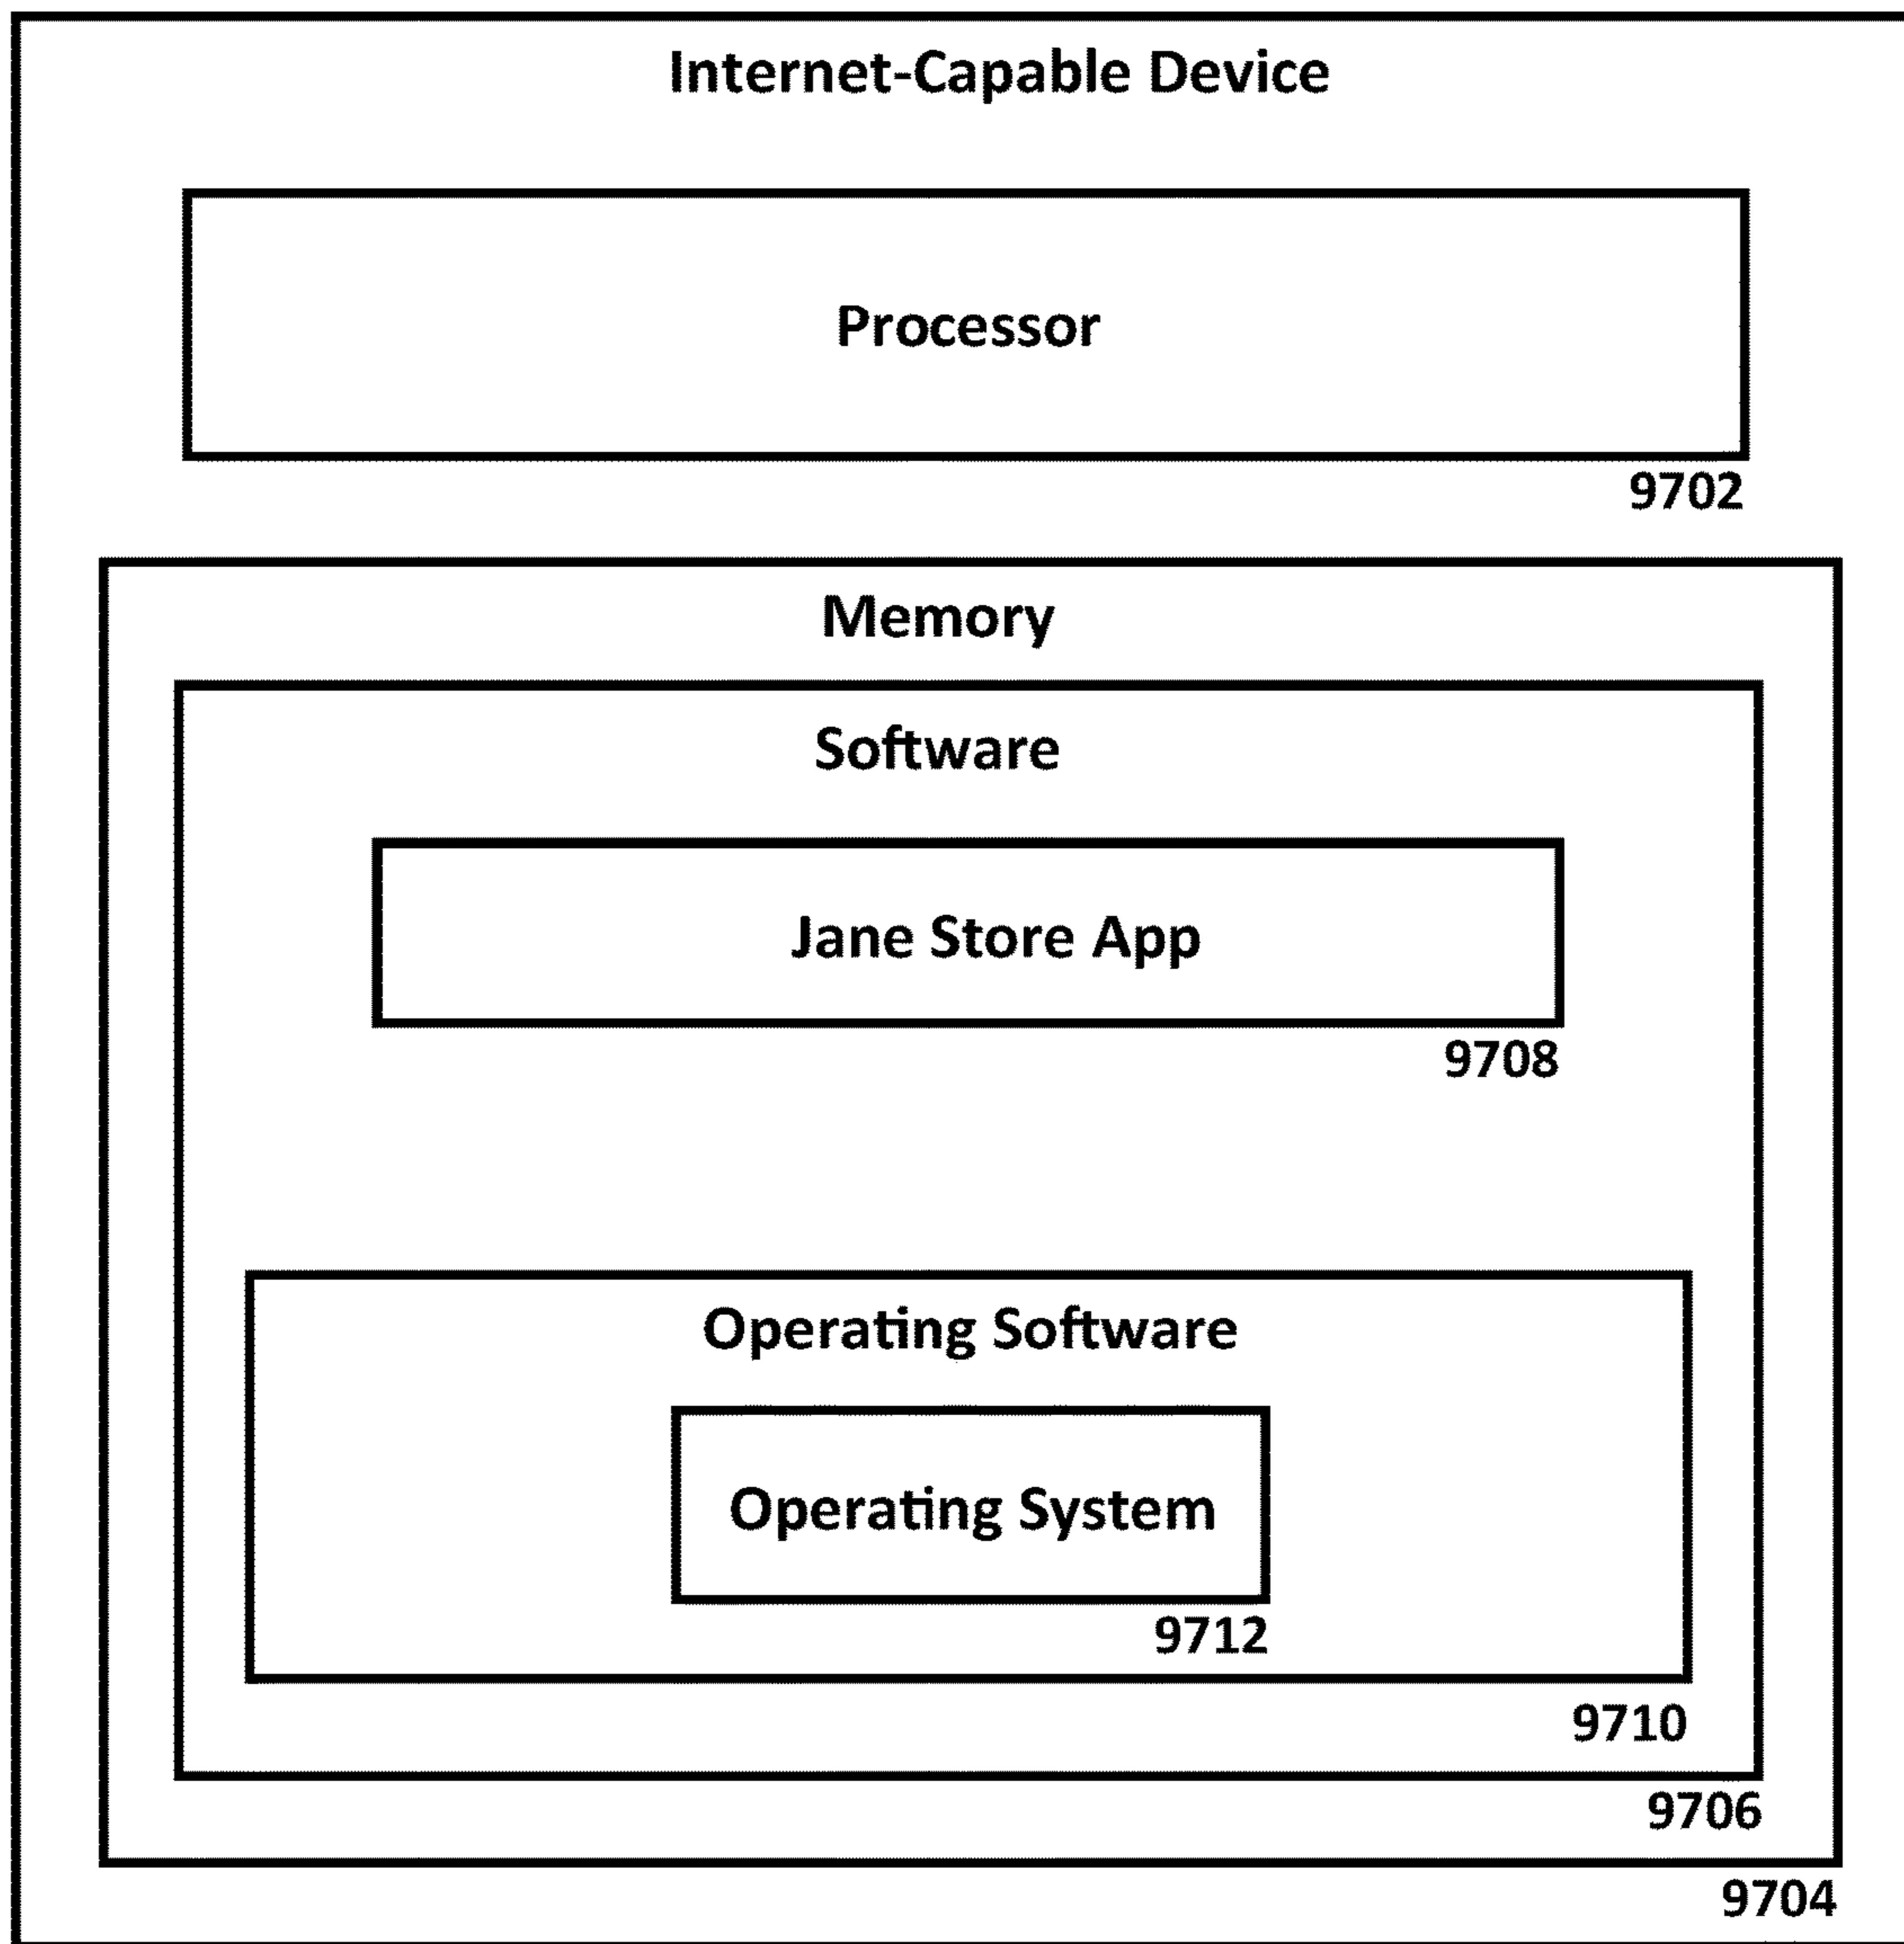 Internet-Capable Device
Processor
9702
Memory
Software
Jane Store App
9708
Operating Software
Operating System
9712
9710
9706
9704